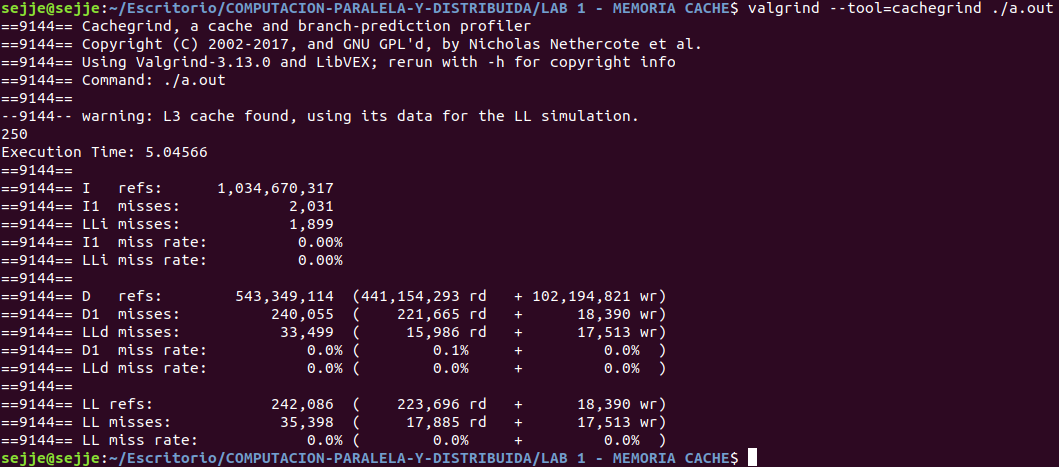 sejje@sejje:~/Escritorio/COMPUTACION-PARALELA-Y-DISTRIBUIDA/LAB 1 - MEMORIA CACHE$ valgrind --tool=cachegrind ./a.out
==9144== Cachegrind, a cache and branch-prediction profiler
==9144== Copyright (C) 2002-2017, and GNU GPL'd, by Nicholas Nethercote et al.
==9144== Using Valgrind-3.13.0 and LibVEX; rerun with -h for copyright info
==9144== Command: ./a.out
==9144==
--9144-- warning: L3 cache found, using its data for the LL simulation.
250
Execution Time: 5.04566
==9144==
==9144== I   refs:      1,034,670,317
==9144== I1  misses:            2,031
==9144== LLi misses:            1,899
==9144== I1  miss rate:          0.00%
==9144== LLi miss rate:          0.00%
==9144==
==9144== D   refs:        543,349,114  (441,154,293 rd   + 102,194,821 wr)
==9144== D1  misses:          240,055  (    221,665 rd   +      18,390 wr)
==9144== LLd misses:           33,499  (     15,986 rd   +      17,513 wr)
==9144== D1  miss rate:           0.0% (        0.1%     +         0.0%  )
==9144== LLd miss rate:           0.0% (        0.0%     +         0.0%  )
==9144==
==9144== LL refs:             242,086  (    223,696 rd   +      18,390 wr)
==9144== LL misses:            35,398  (     17,885 rd   +      17,513 wr)
==9144== LL miss rate:            0.0% (        0.0%     +         0.0%  )
sejje@sejje:~/Escritorio/COMPUTACION-PARALELA-Y-DISTRIBUIDA/LAB 1 - MEMORIA CACHE$